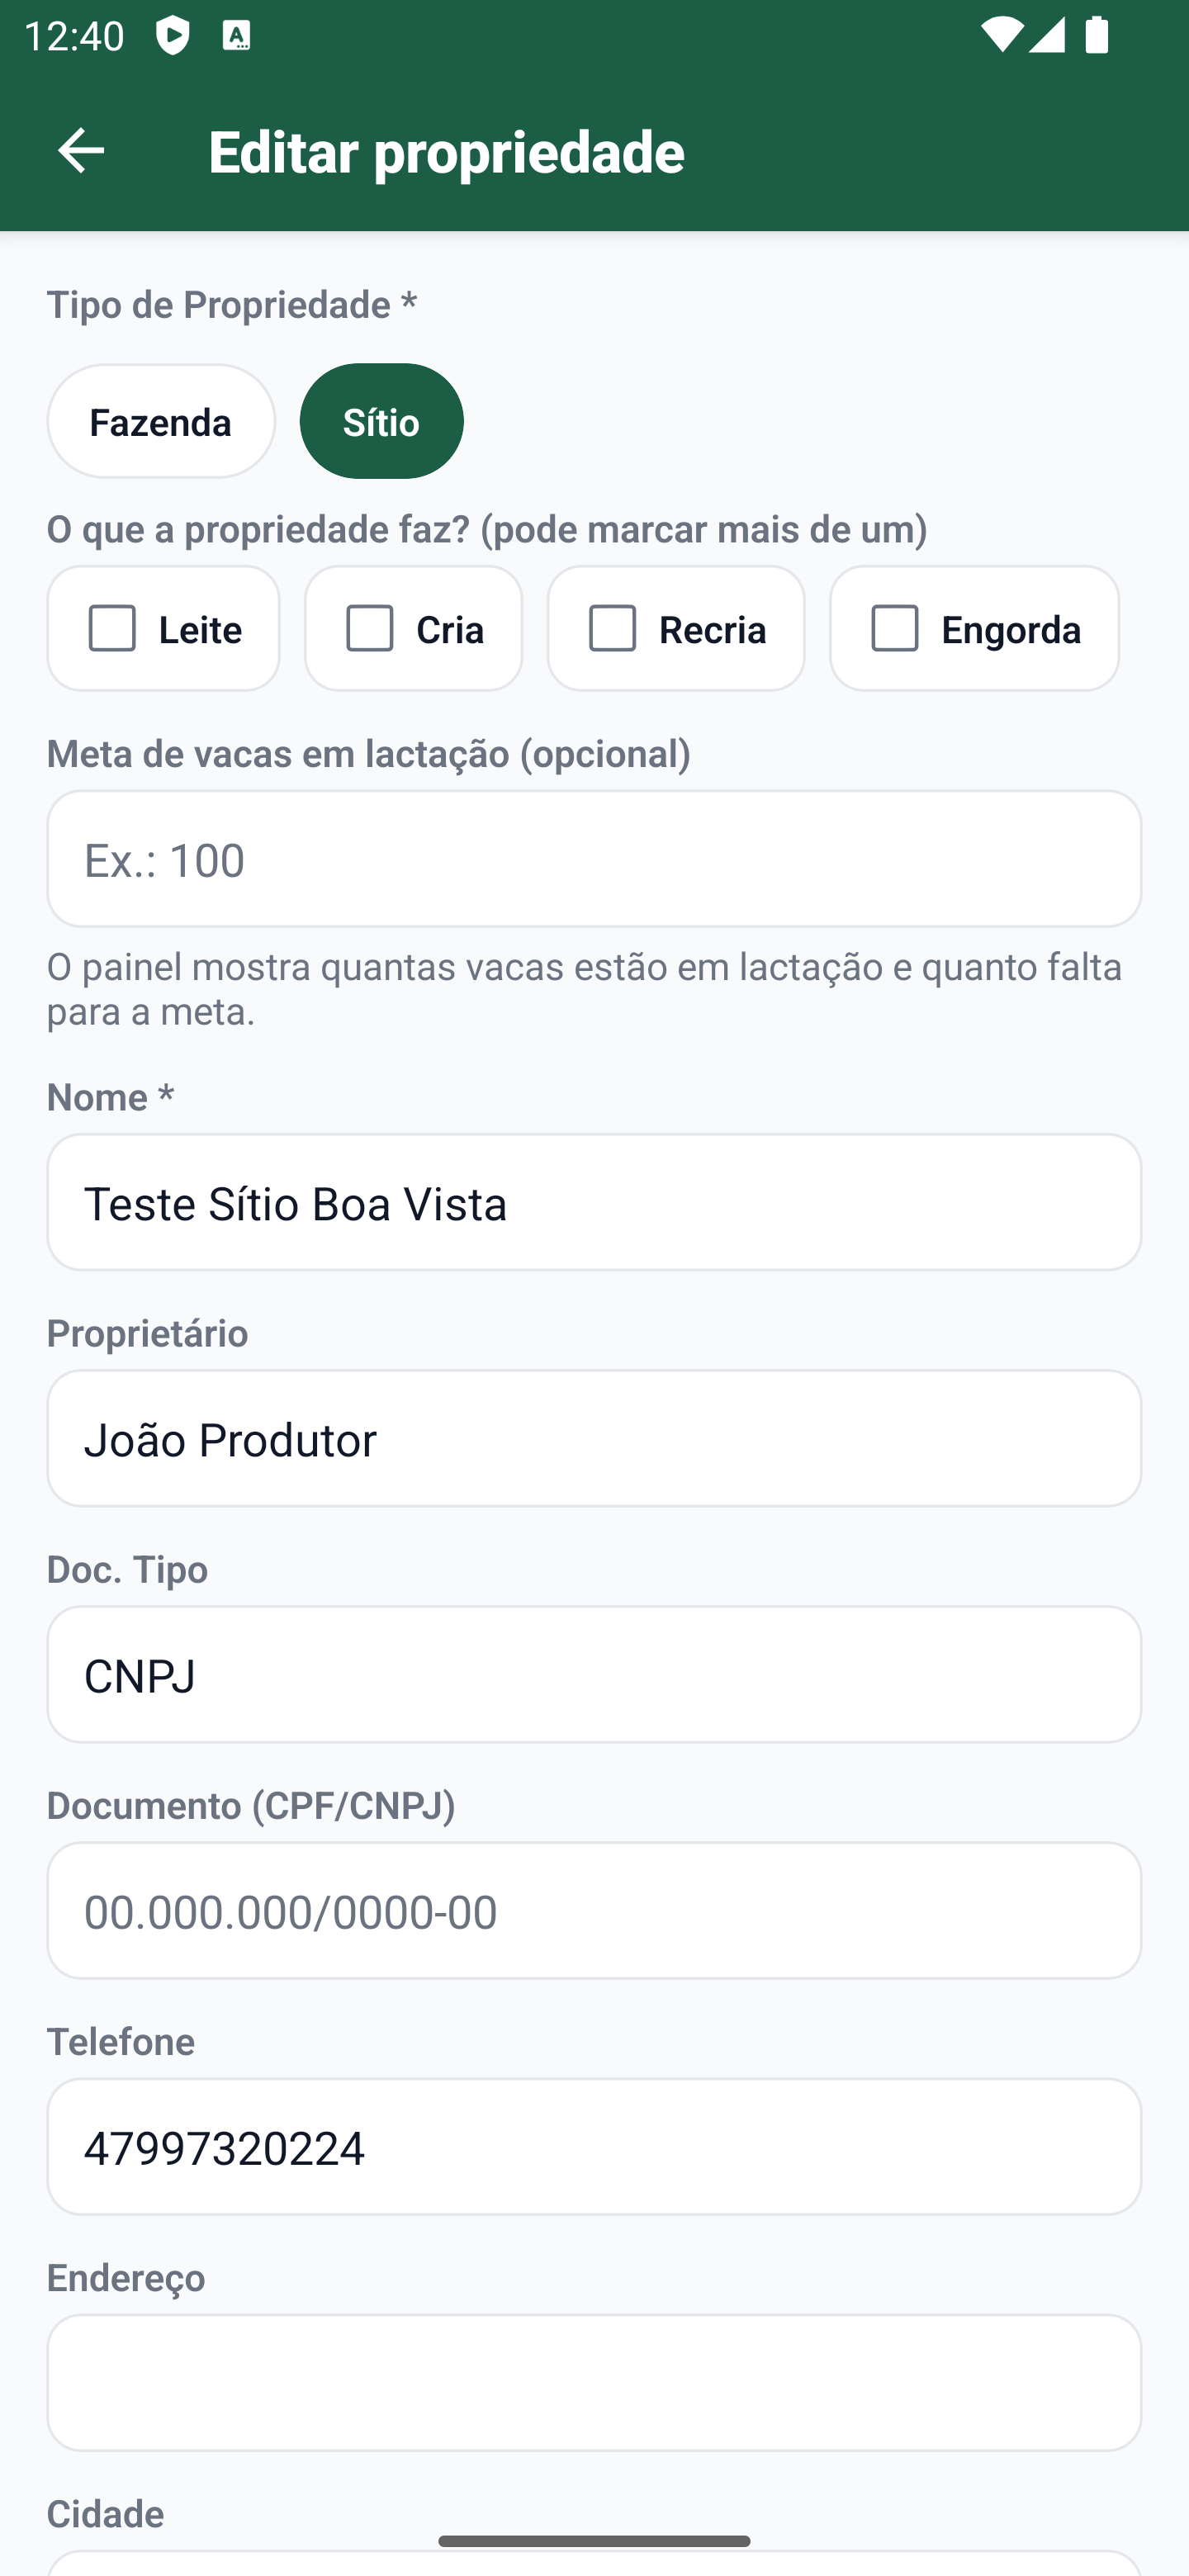 12:40
Editar propriedade
Tipo de Propriedade *
Fazenda
Sítio
O que a propriedade faz? (pode marcar mais de um)
Leite
Cria
Recria
Engorda
Meta de vacas em lactação (opcional)
Ex.: 100
O painel mostra quantas vacas estão em lactação e quanto falta
para a meta.
Nome *
Teste Sítio Boa Vista
Proprietário
João Produtor
Doc. Tipo
CNPJ
Documento (CPF/CNPJ)
00.000.000/0000-00
Telefone
47997320224
Endereço
Cidade